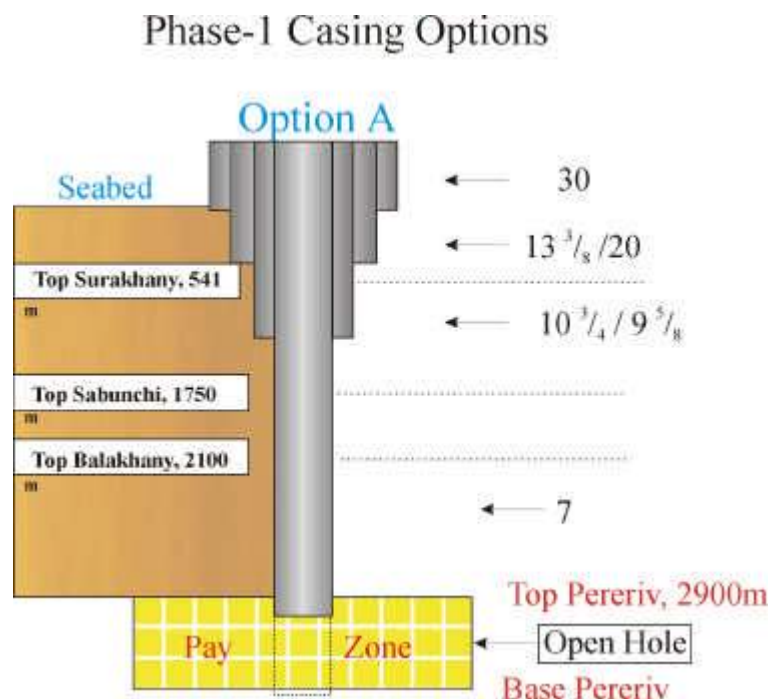 Phase-1 Casing Options
Option A
Seabed
30
13 3/8 /20
Top Surakhany, 541
m
10 3/4 / 9 5/8
Top Sabunchi, 1750
m
Top Balakhany, 2100
m
7
Top Pereriv, 2900m
Pay Zone
Open Hole
Base Pereriv